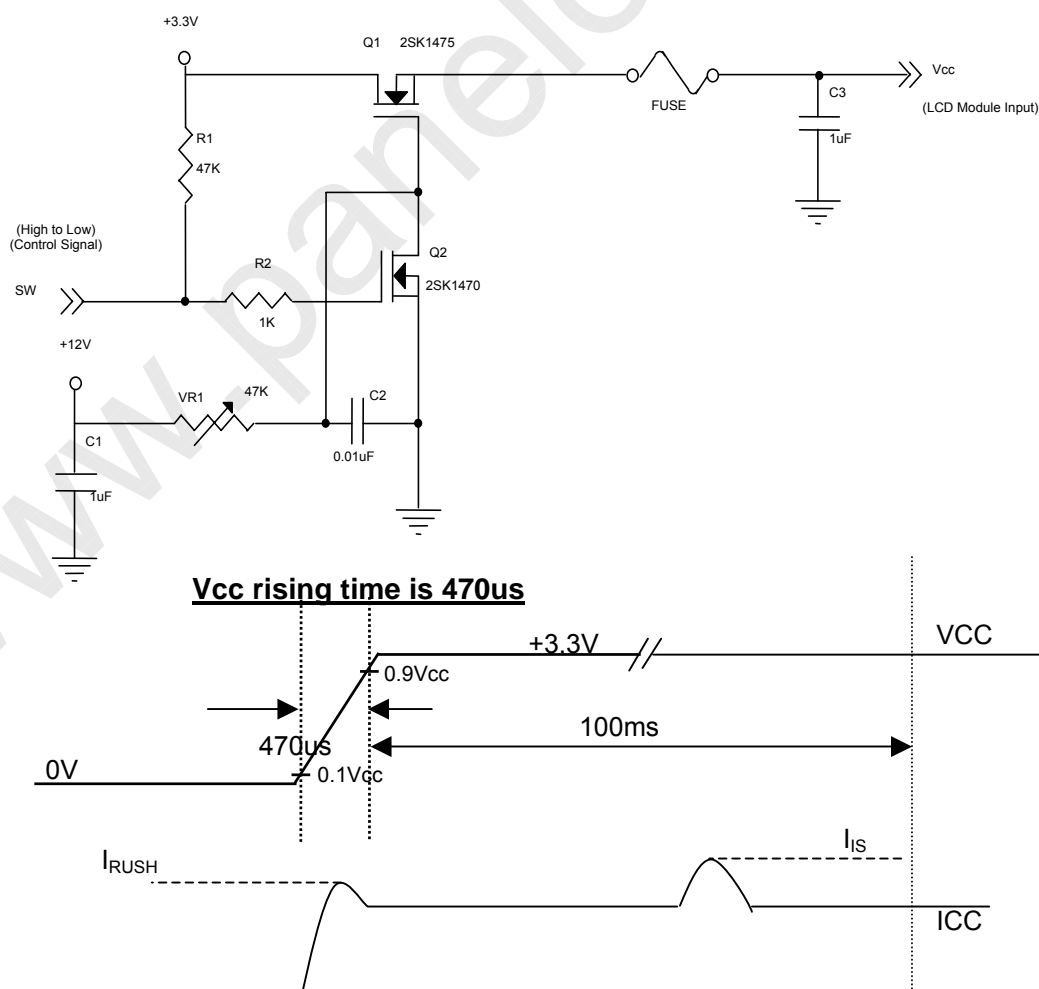 +3.3V
Q1 2SK1475
Vcc
FUSE
C3
(LCD Module Input)
R1
1uF
47K
(High to Low)
(Control Signal)
Q2
R2
2SK1470
SW
1K
+12V
47K
VR1
C2
C1
0.01uF
1uF
Vcc rising time is 470us
+3.3V
VCC
0.9Vcc
100ms
470us
0V
0.1Vcc
IRUSH
IIS
ICC
www.panelo